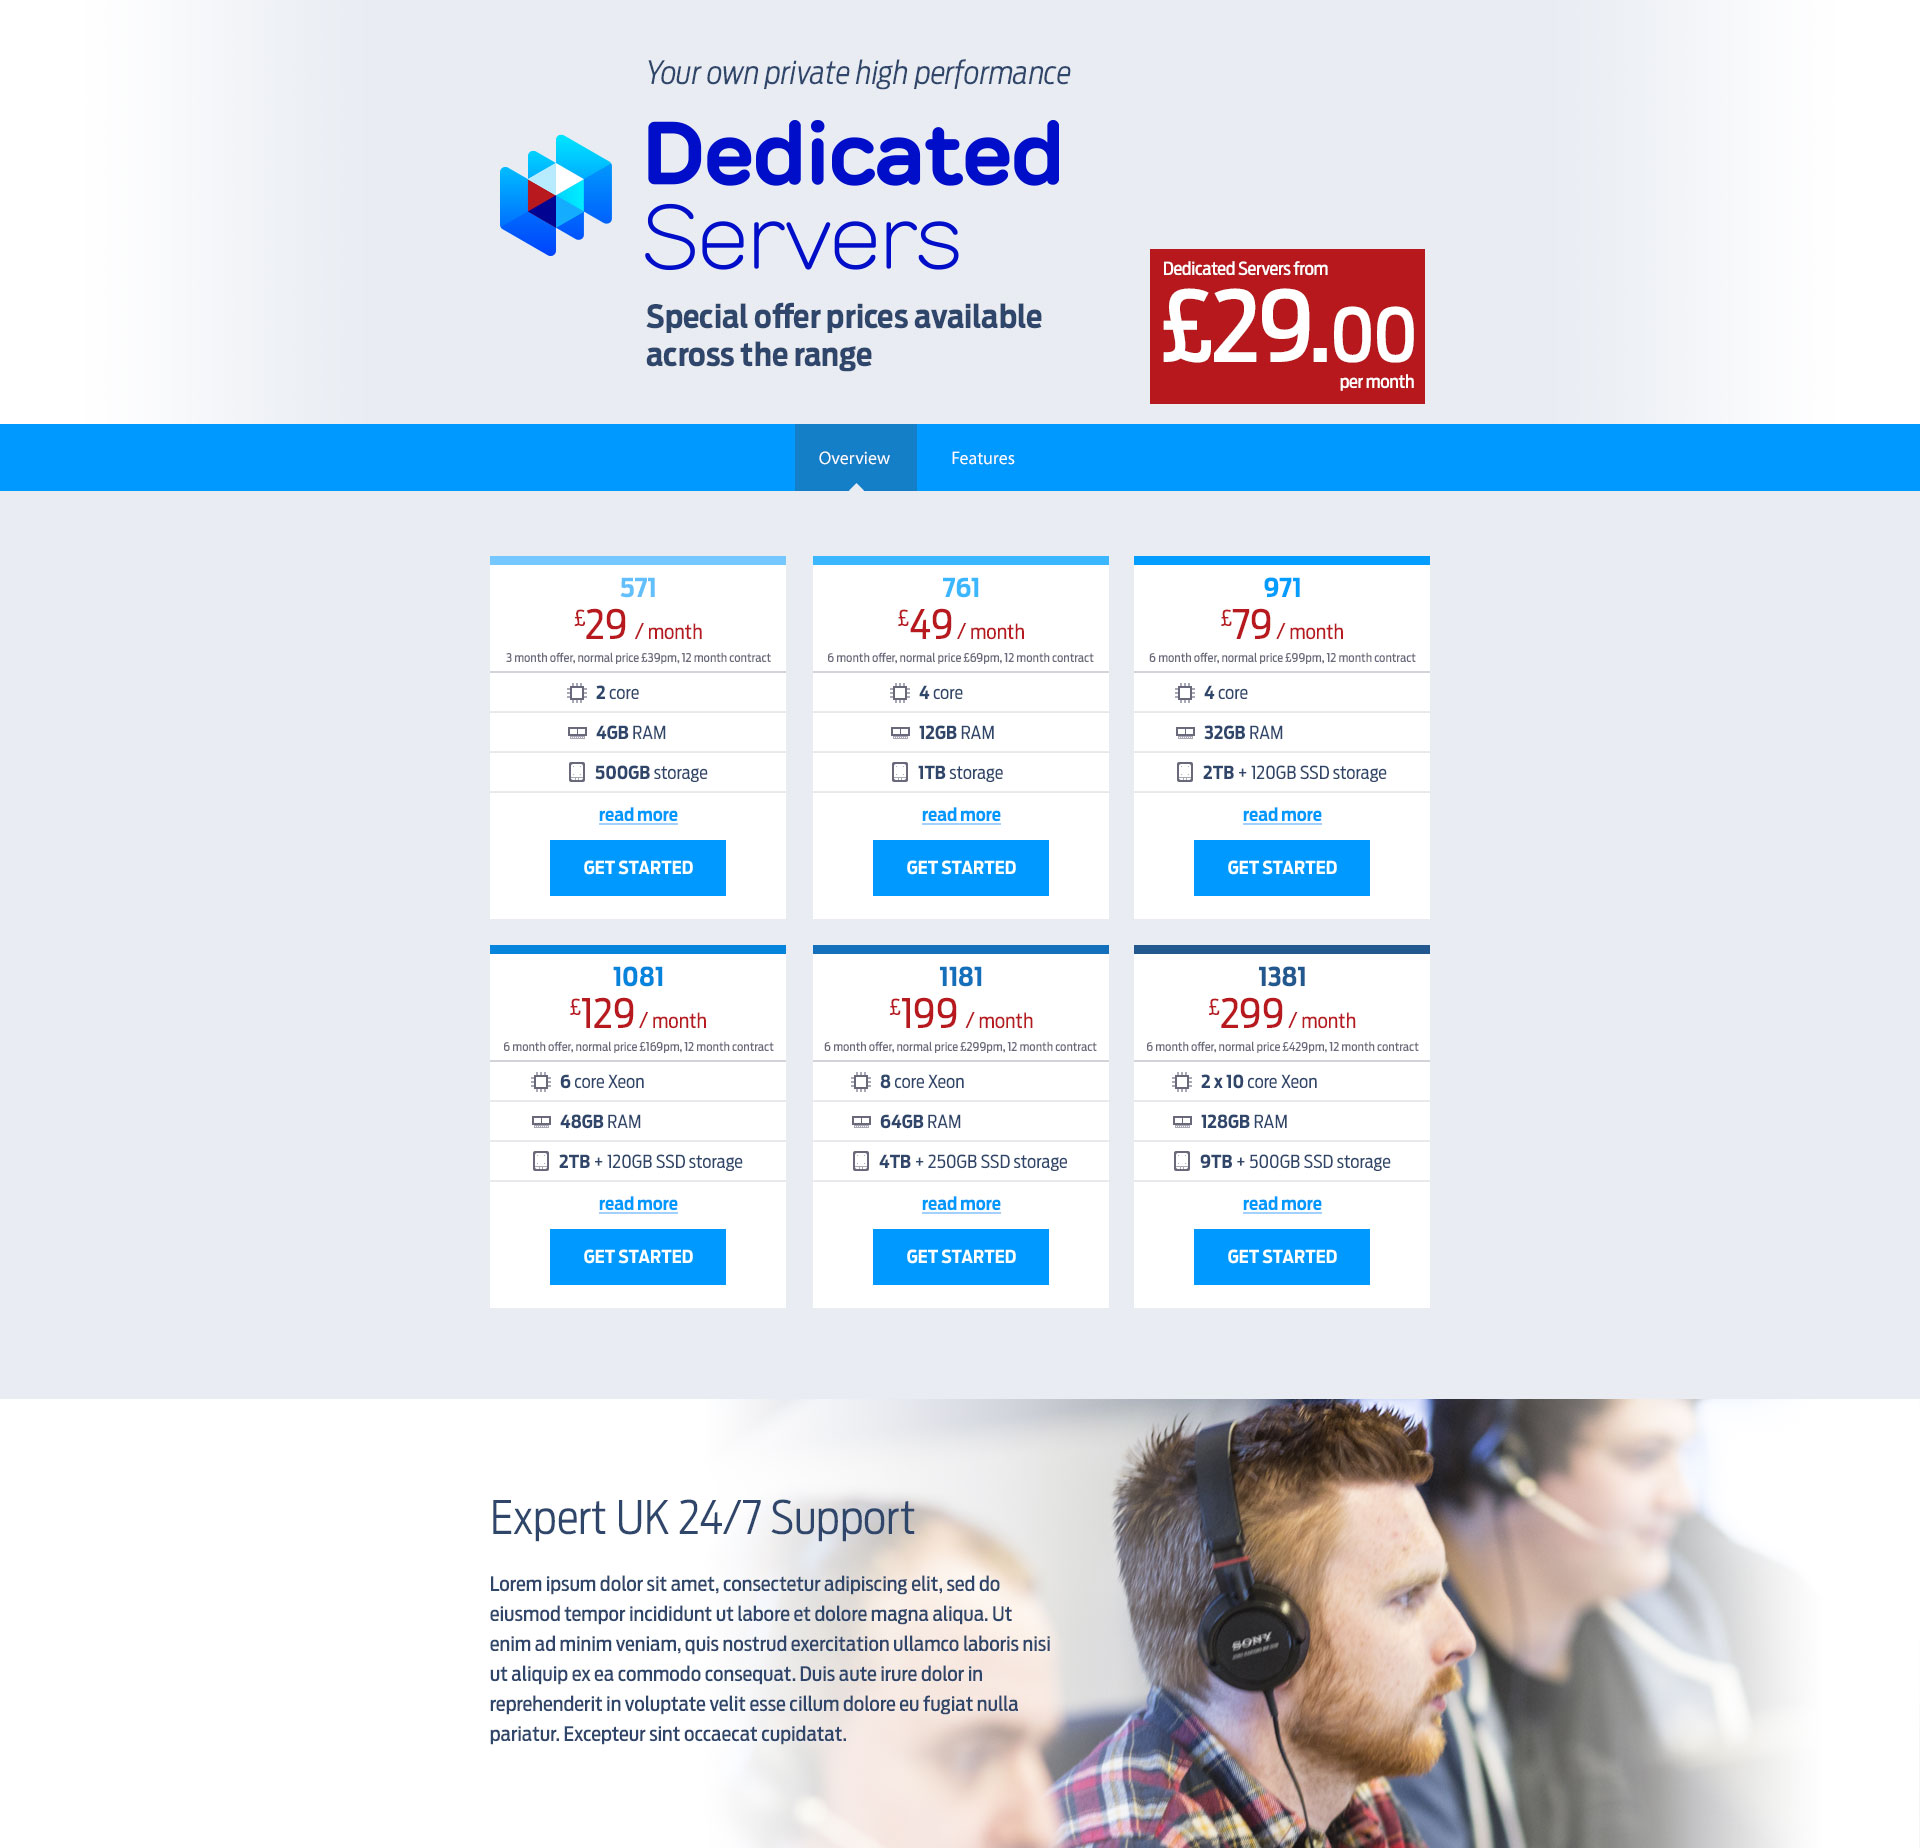 Your own private high performance
Dedicated
Servers
Special offer prices available
across the range
Dedicated Servers from
£29.00
per month
Overview
Features
571
£29 / month
3 month offer, normal price £39pm, 12 month contract
2 core
4GB RAM
500GB storage
read more
GET STARTED
761
£49 / month
6 month offer, normal price £69pm, 12 month contract
4 core
12GB RAM
1TB storage
read more
GET STARTED
971
£79 / month
6 month offer, normal price £99pm, 12 month contract
4 core
32GB RAM
2TB + 120GB SSD storage
read more
GET STARTED
1081
£129 / month
6 month offer, normal price £169pm, 12 month contract
6 core Xeon
48GB RAM
2TB + 120GB SSD storage
read more
GET STARTED
1181
£199 / month
6 month offer, normal price £299pm, 12 month contract
8 core Xeon
64GB RAM
4TB + 250GB SSD storage
read more
GET STARTED
1381
£299 / month
6 month offer, normal price £429pm, 12 month contract
2 x 10 core Xeon
128GB RAM
9TB + 500GB SSD storage
read more
GET STARTED
Expert UK 24/7 Support
Lorem ipsum dolor sit amet, consectetur adipiscing elit, sed do
eiusmod tempor incididunt ut labore et dolore magna aliqua. Ut
enim ad minim veniam, quis nostrud exercitation ullamco laboris nisi
ut aliquip ex ea commodo consequat. Duis aute irure dolor in
reprehenderit in voluptate velit esse cillum dolore eu fugiat nulla
pariatur. Excepteur sint occaecat cupidatat.
SONY